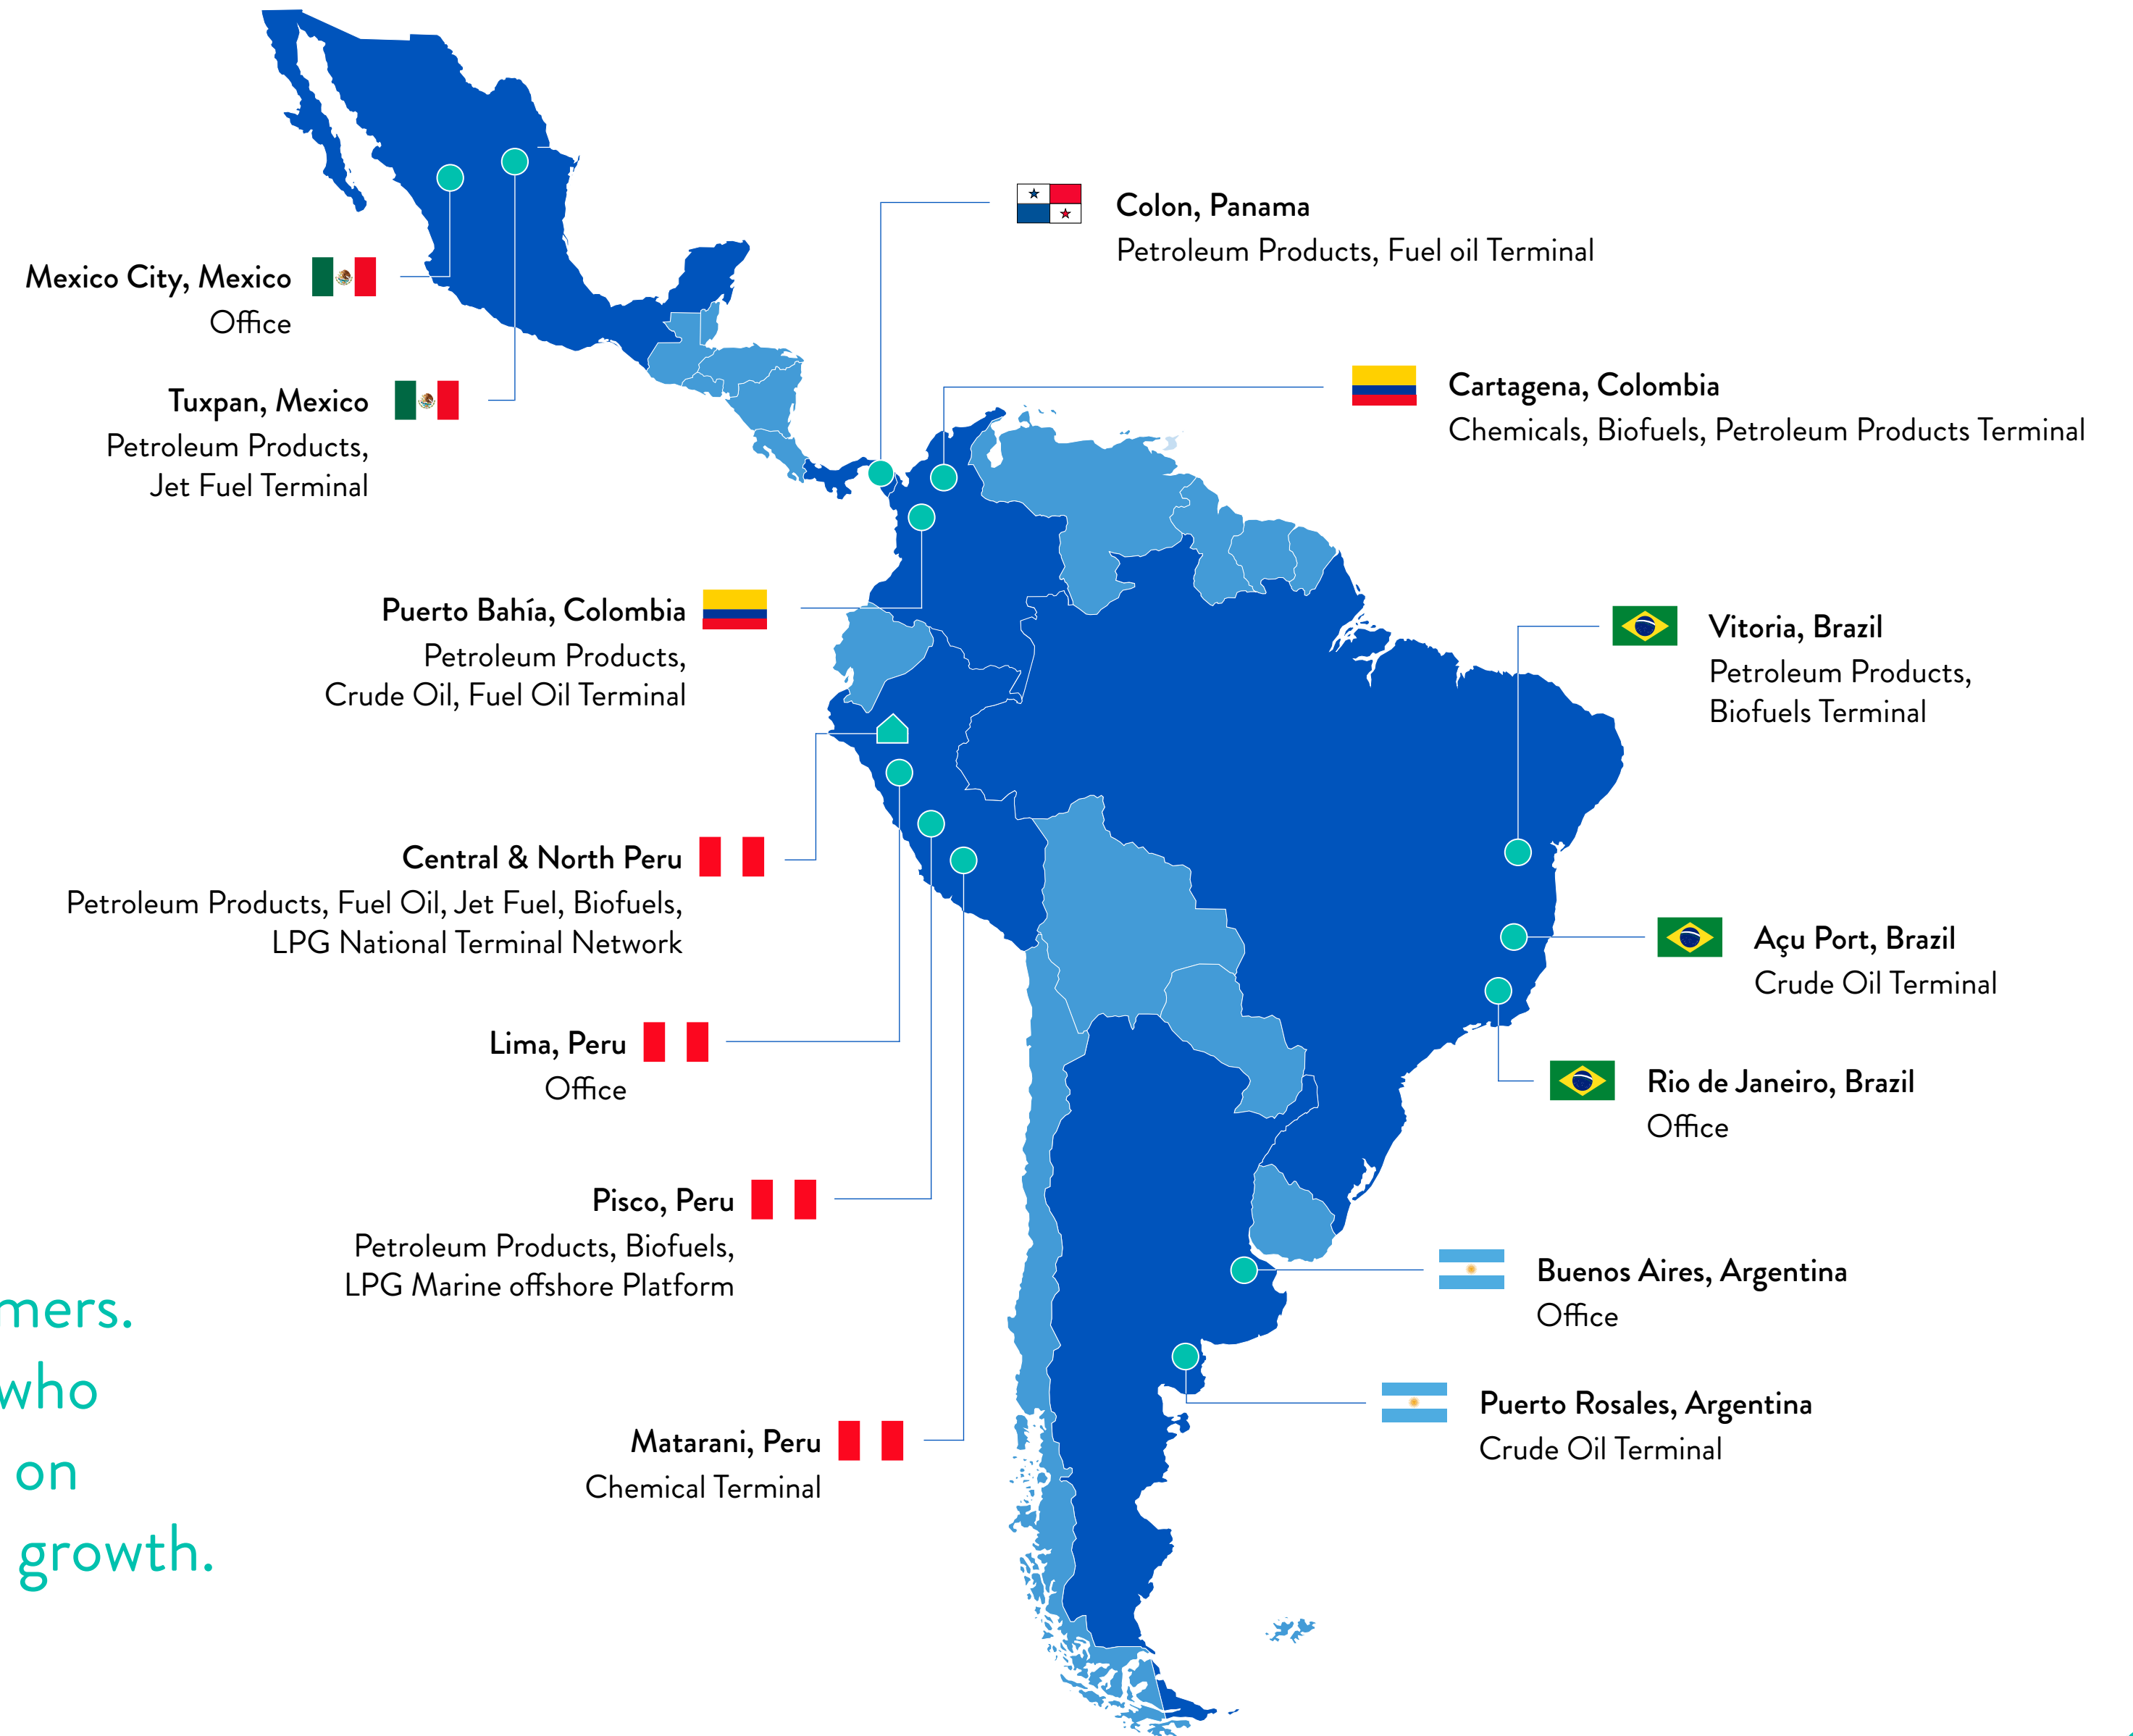 Mexico City, Mexico
Office
Tuxpan, Mexico
Petroleum Products,
Jet Fuel Terminal
Colon, Panama
Petroleum Products, Fuel oil Terminal
Cartagena, Colombia
Chemicals, Biofuels, Petroleum Products Terminal
Puerto Bahía, Colombia
Petroleum Products,
Crude Oil, Fuel Oil Terminal
Vitoria, Brazil
Petroleum Products,
Biofuels Terminal
Central & North Peru
Petroleum Products, Fuel Oil, Jet Fuel, Biofuels,
LPG National Terminal Network
Açu Port, Brazil
Crude Oil Terminal
Lima, Peru
Office
Rio de Janeiro, Brazil
Office
Pisco, Peru
Petroleum Products, Biofuels,
LPG Marine offshore Platform
Buenos Aires, Argentina
Office
Puerto Rosales, Argentina
Crude Oil Terminal
Matarani, Peru
Chemical Terminal
mers.
who
on
growth.